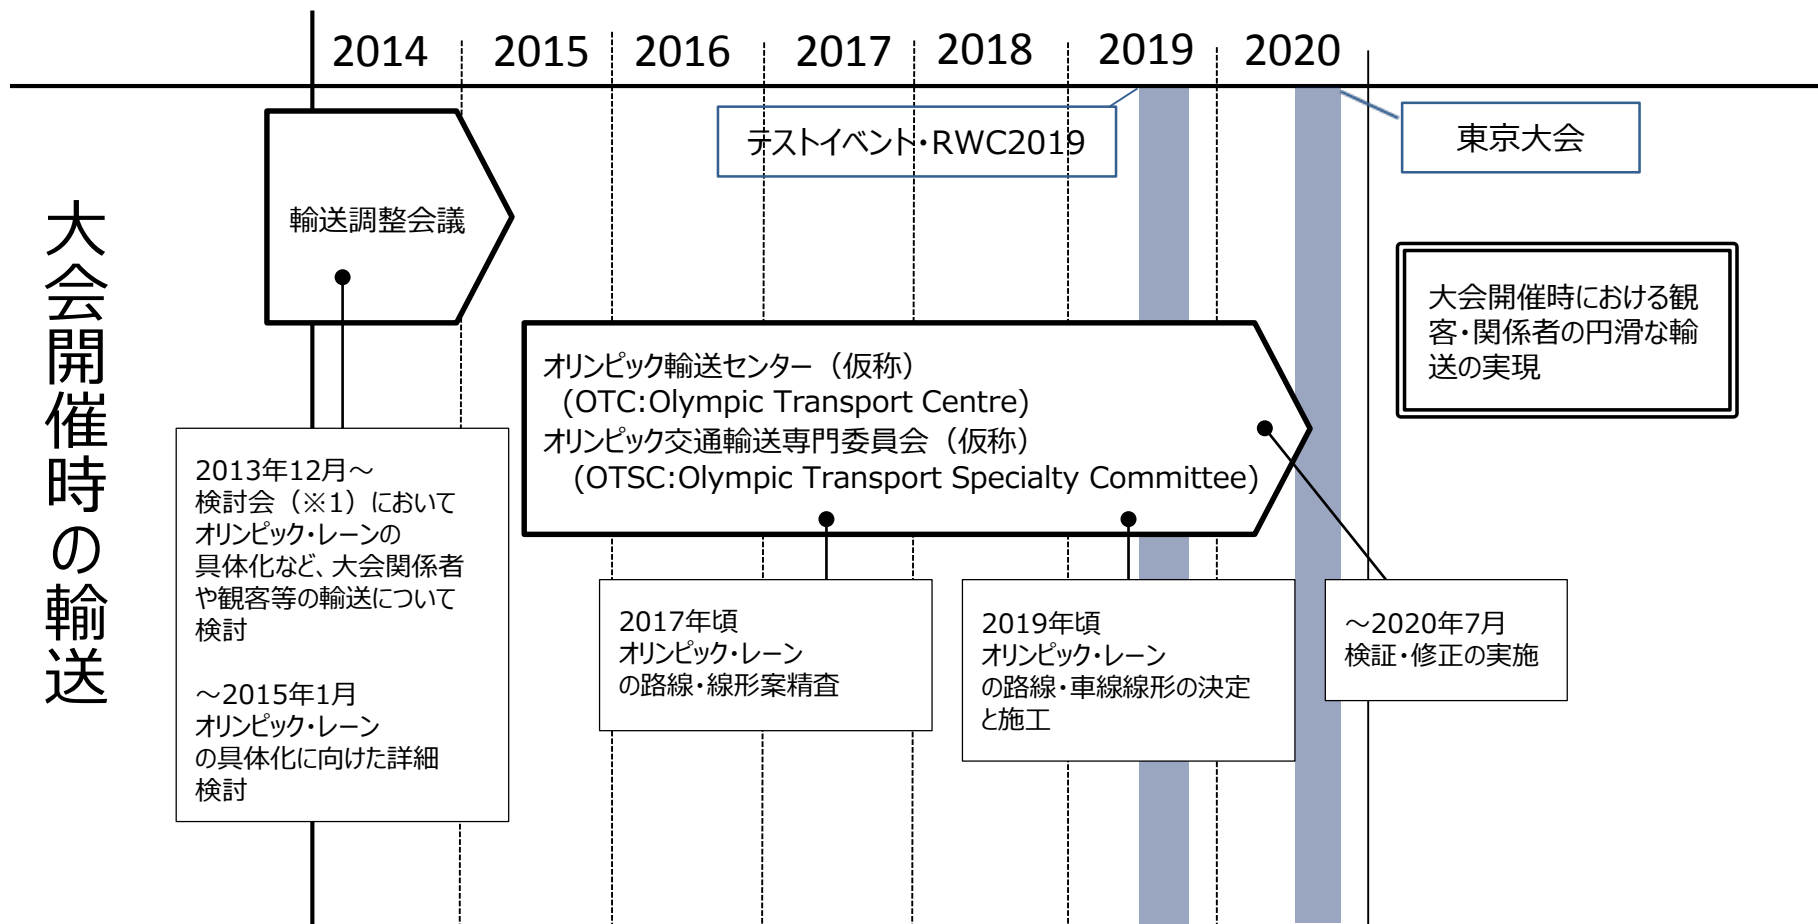 2014 2015 2016 2017 2018 2019 2020
テストイベント・RWC2019
東京大会
大会開催時の輸送
輸送調整会議
大会開催時における観
客・関係者の円滑な輸
送の実現
オリンピック輸送センター（仮称）
(OTC:Olympic Transport Centre)
オリンピック交通輸送専門委員会（仮称）
(OTSC:Olympic Transport Specialty Committee)
2013年12月～
検討会（※1）において
オリンピック・レーンの
具体化など、大会関係者
や観客等の輸送について
検討
～2015年1月
オリンピック・レーン
の具体化に向けた詳細
検討
2017年頃
オリンピック・レーン
の路線・線形案精査
2019年頃
オリンピック・レーン
の路線・車線線形の決定
と施工
～2020年7月
検証・修正の実施